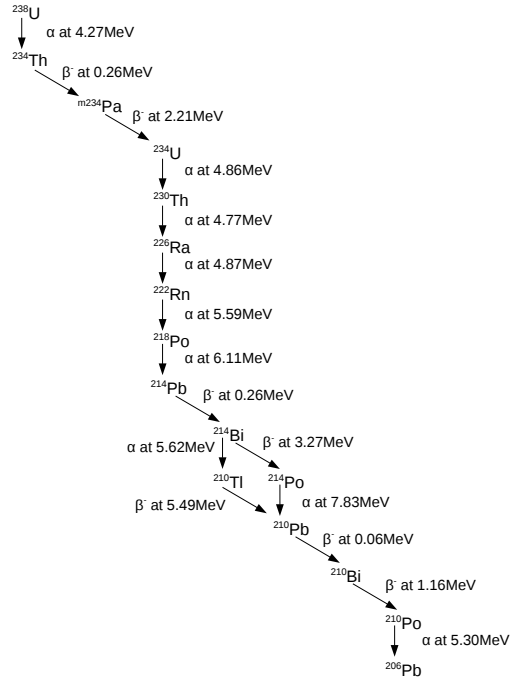 ²³⁸U
α at 4.27MeV
²³⁴Th
β⁻ at 0.26MeV
ᵐ²³⁴Pa
β⁻ at 2.21MeV
²³⁴U
α at 4.86MeV
²³⁰Th
α at 4.77MeV
²²⁶Ra
α at 4.87MeV
²²²Rn
α at 5.59MeV
²¹⁸Po
α at 6.11MeV
²¹⁴Pb
β⁻ at 0.26MeV
²¹⁴Bi
α at 5.62MeV β⁻ at 3.27MeV
²¹⁰Tl ²¹⁴Po
β⁻ at 5.49MeV α at 7.83MeV
²¹⁰Pb
β⁻ at 0.06MeV
²¹⁰Bi
β⁻ at 1.16MeV
²¹⁰Po
α at 5.30MeV
²⁰⁶Pb